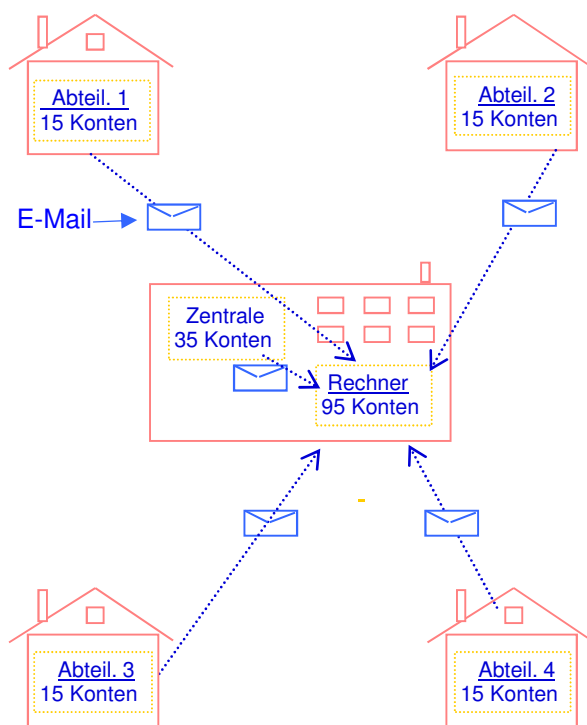 Abteil. 1
15 Konten
Abteil. 2
15 Konten
E-Mail
Zentrale
35 Konten
Rechner
95 Konten
Abteil. 3
15 Konten
Abteil. 4
15 Konten